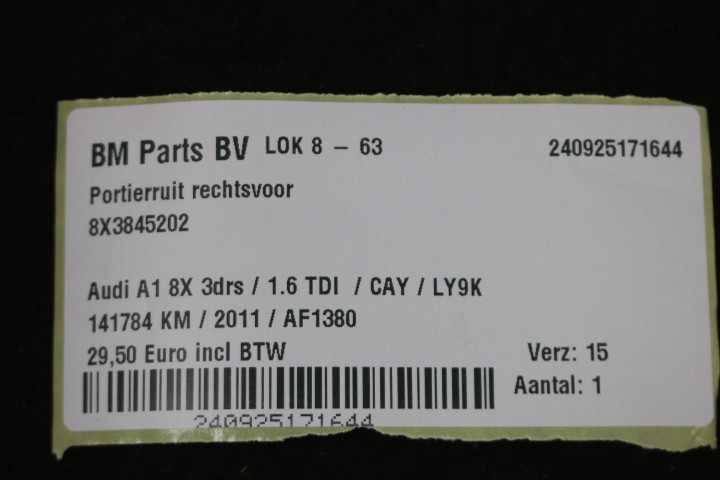 BM Parts BV LOK 8 – 63 240925171644
Portierruit rechtsvoor
8X3845202
Audi A1 8X 3drs / 1.6 TDI / CAY / LY9K
141784 KM / 2011 / AF1380
29,50 Euro incl BTW Verz: 15
Aantal: 1
240925171644